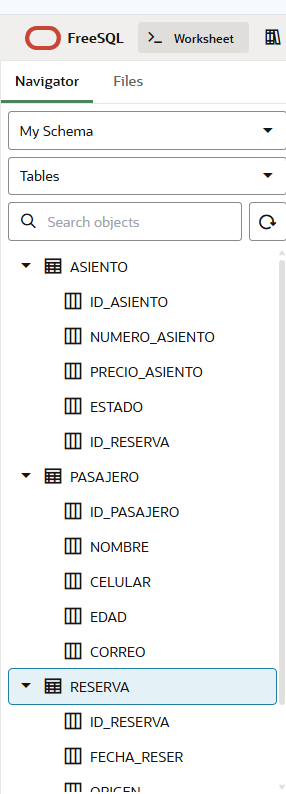 FreeSQL
Worksheet
Navigator
Files
My Schema
Tables
Search objects
ASIENTO
ID_ASIENTO
NUMERO_ASIENTO
PRECIO_ASIENTO
ESTADO
ID_RESERVA
PASAJERO
ID_PASAJERO
NOMBRE
CELULAR
EDAD
CORREO
RESERVA
ID_RESERVA
FECHA_RESER
ORIGEN